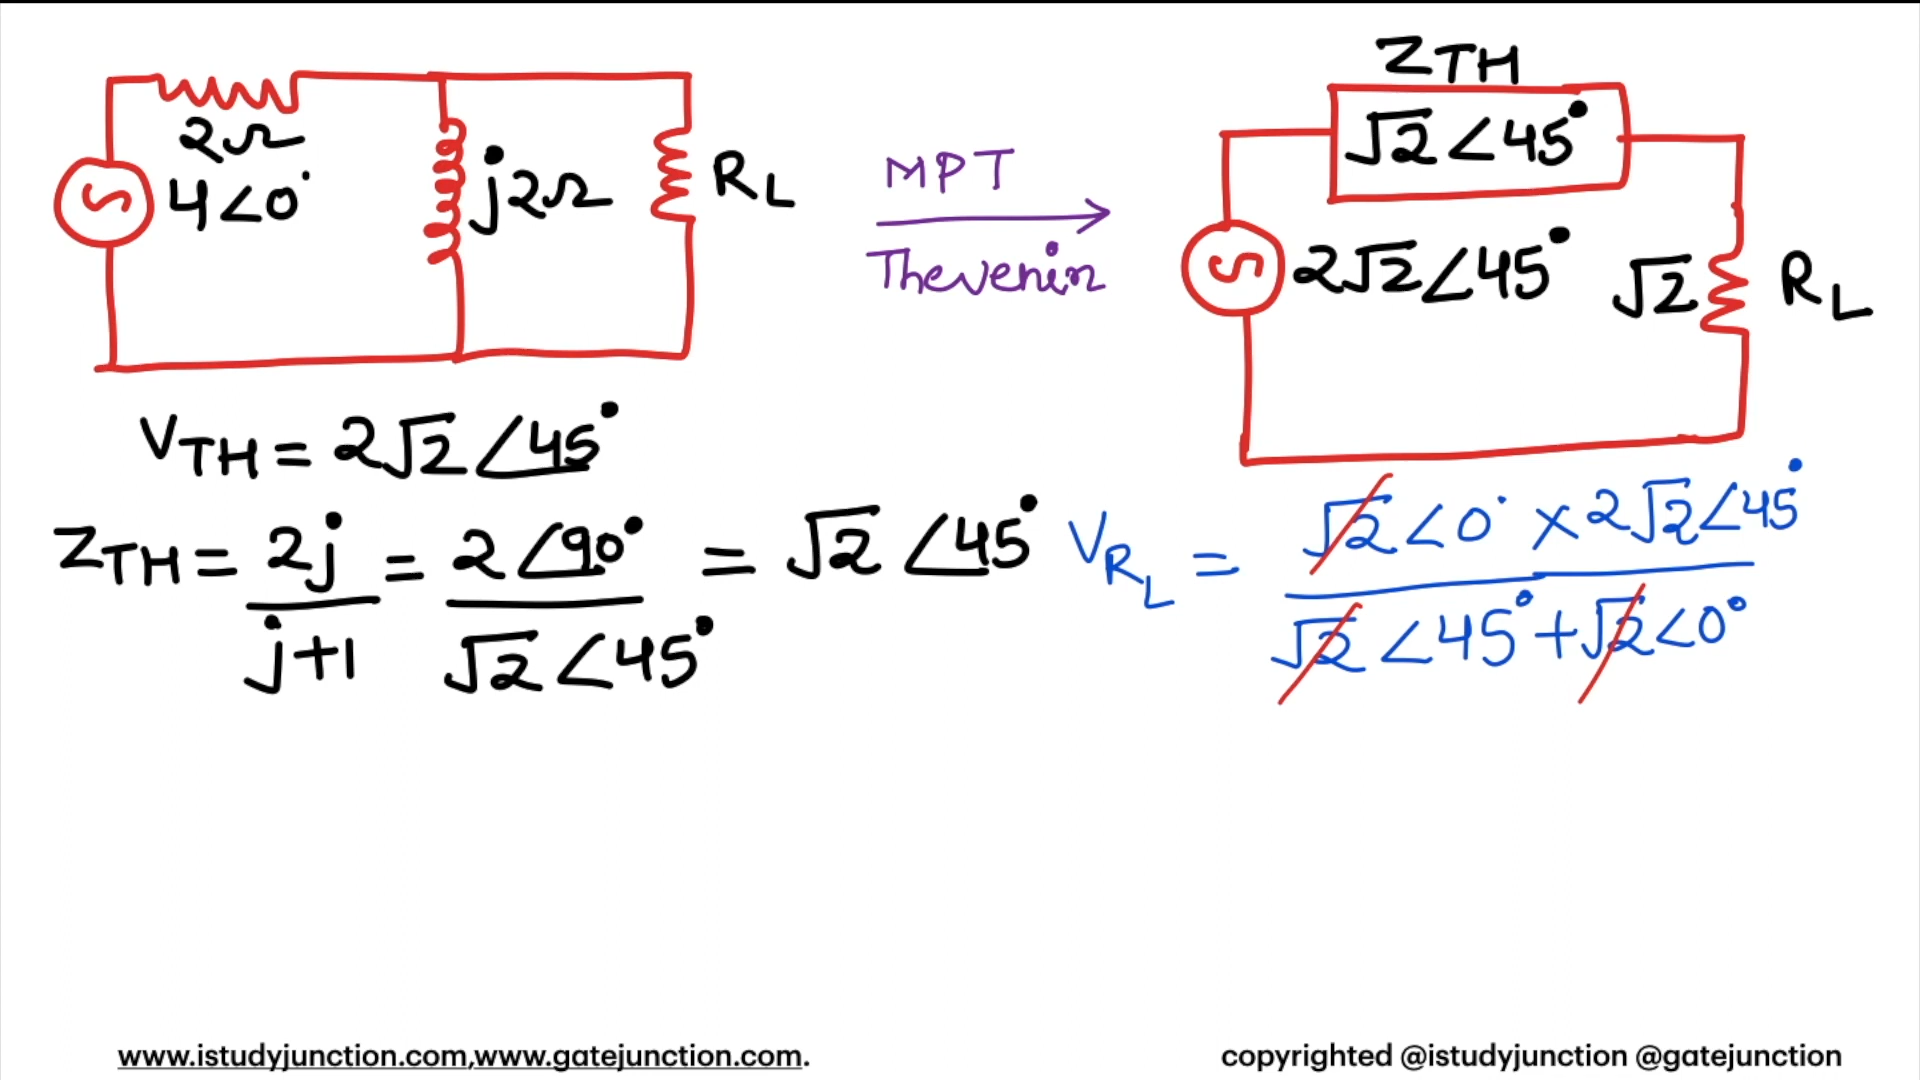 2Ω
4∠0°
j2Ω
RL
MPT
Thevenin
ZTH
√2∠45°
2√2∠45°
√2
RL
VTH = 2√2∠45°
ZTH = 2j/(j+1) = 2∠90°/√2∠45° = √2∠45°
VRL = √2∠0° × 2√2∠45° / √2∠45° + √2∠0°
www.istudyjunction.com,www.gatejunction.com.
copyrighted @istudyjunction @gatejunction